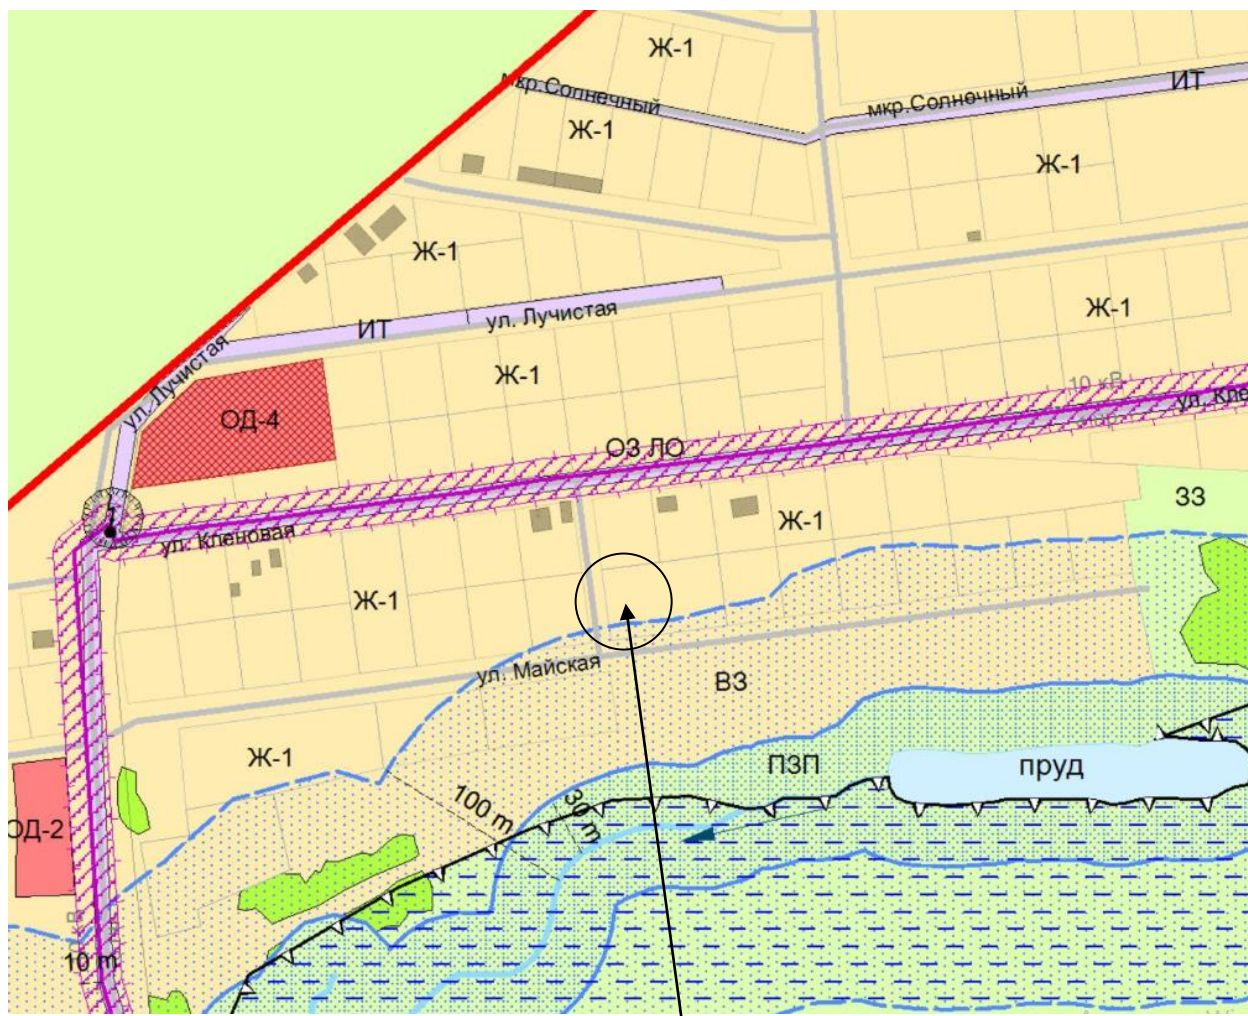 Ж-1
мкр.Солнечный
мкр.Солнечный
ИТ
Ж-1
Ж-1
Ж-1
Ж-1
ИТ
ул. Лучистая
ул. Лучистая
Ж-1
10 кВ
ул. Кле
ОД-4
ОЗ ЛО
ЗЗ
1
ул. Кленовая
Ж-1
Ж-1
ул. Майская
ВЗ
Ж-1
ПЗП
пруд
100 m
30 m
ОД-2
10 m